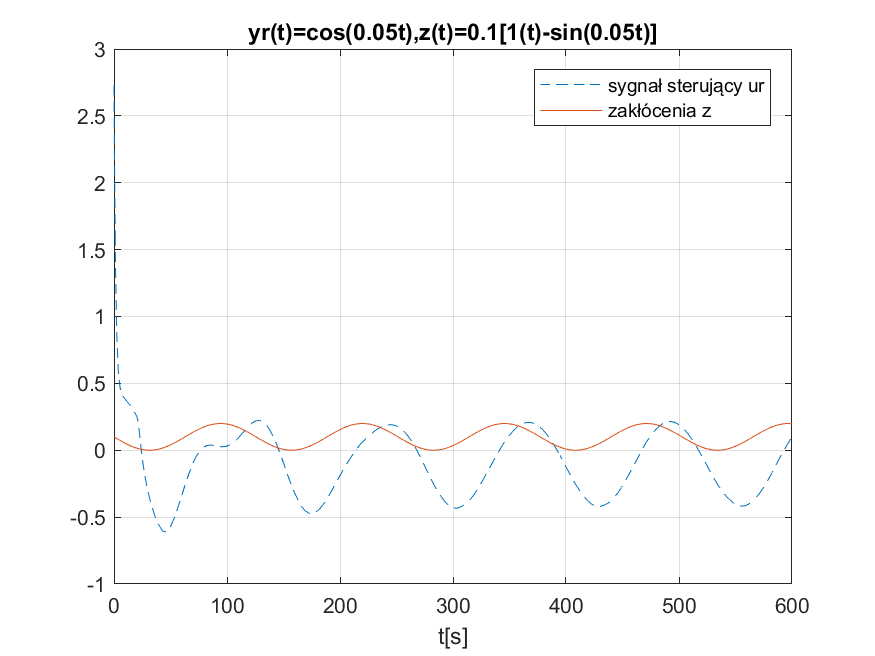 yr(t)=cos(0.05t),z(t)=0.1[1(t)-sin(0.05t)]
sygnał sterujący ur
zakłócenia z
3
2.5
2
1.5
1
0.5
0
-0.5
-1
0 100 200 300 400 500 600
t[s]